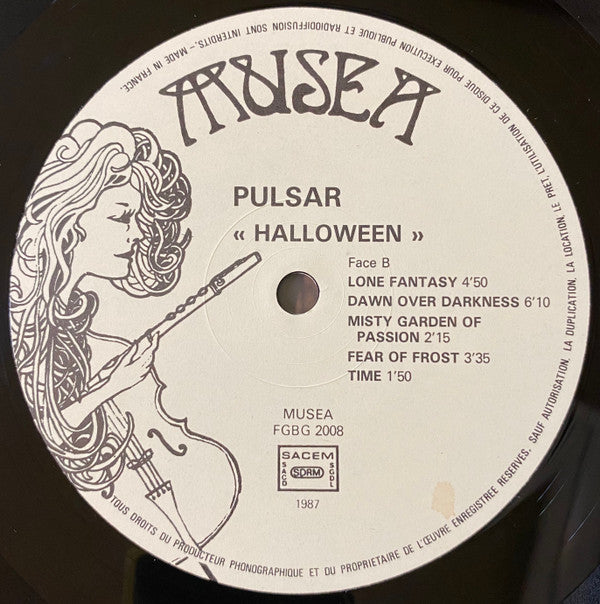 MUSEA
PULSAR
« HALLOWEEN »
Face B
LONE FANTASY 4'50
DAWN OVER DARKNESS 6'10
MISTY GARDEN OF
PASSION 2'15
FEAR OF FROST 3'35
TIME 1'50
MUSEA
FGBG 2008
SACEM
SACD
SDRM
SGDL
1987
TOUS DROITS DU PRODUCTEUR PHONOGRAPHIQUE ET DU PROPRIETAIRE DE L'ŒUVRE ENREGISTREE RESERVES, SAUF AUTORISATION, LA DUPLICATION, LA LOCATION, LE PRET, L'UTILISATION DE CE DISQUE POUR EXECUTION PUBLIQUE ET RADIODIFFUSION SONT INTERDITS. - MADE IN FRANCE.